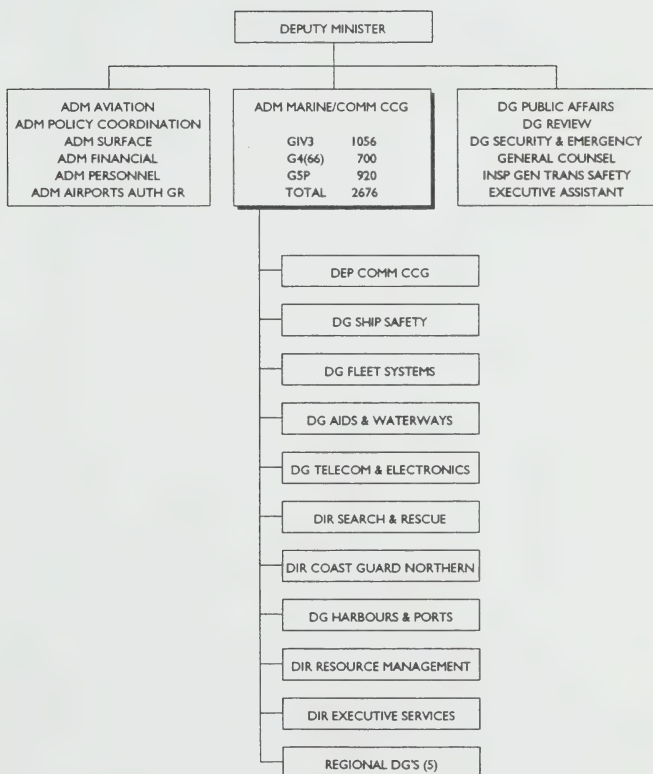 DEPUTY MINISTER
ADM AVIATION
ADM POLICY COORDINATION
ADM SURFACE
ADM FINANCIAL
ADM PERSONNEL
ADM AIRPORTS AUTH GR
ADM MARINE/COMM CCG
GIV3 1056
G4(66) 700
G5P 920
TOTAL 2676
DG PUBLIC AFFAIRS
DG REVIEW
DG SECURITY & EMERGENCY
GENERAL COUNSEL
INSP GEN TRANS SAFETY
EXECUTIVE ASSISTANT
DEP COMM CCG
DG SHIP SAFETY
DG FLEET SYSTEMS
DG AIDS & WATERWAYS
DG TELECOM & ELECTRONICS
DIR SEARCH & RESCUE
DIR COAST GUARD NORTHERN
DG HARBOURS & PORTS
DIR RESOURCE MANAGEMENT
DIR EXECUTIVE SERVICES
REGIONAL DG'S (5)